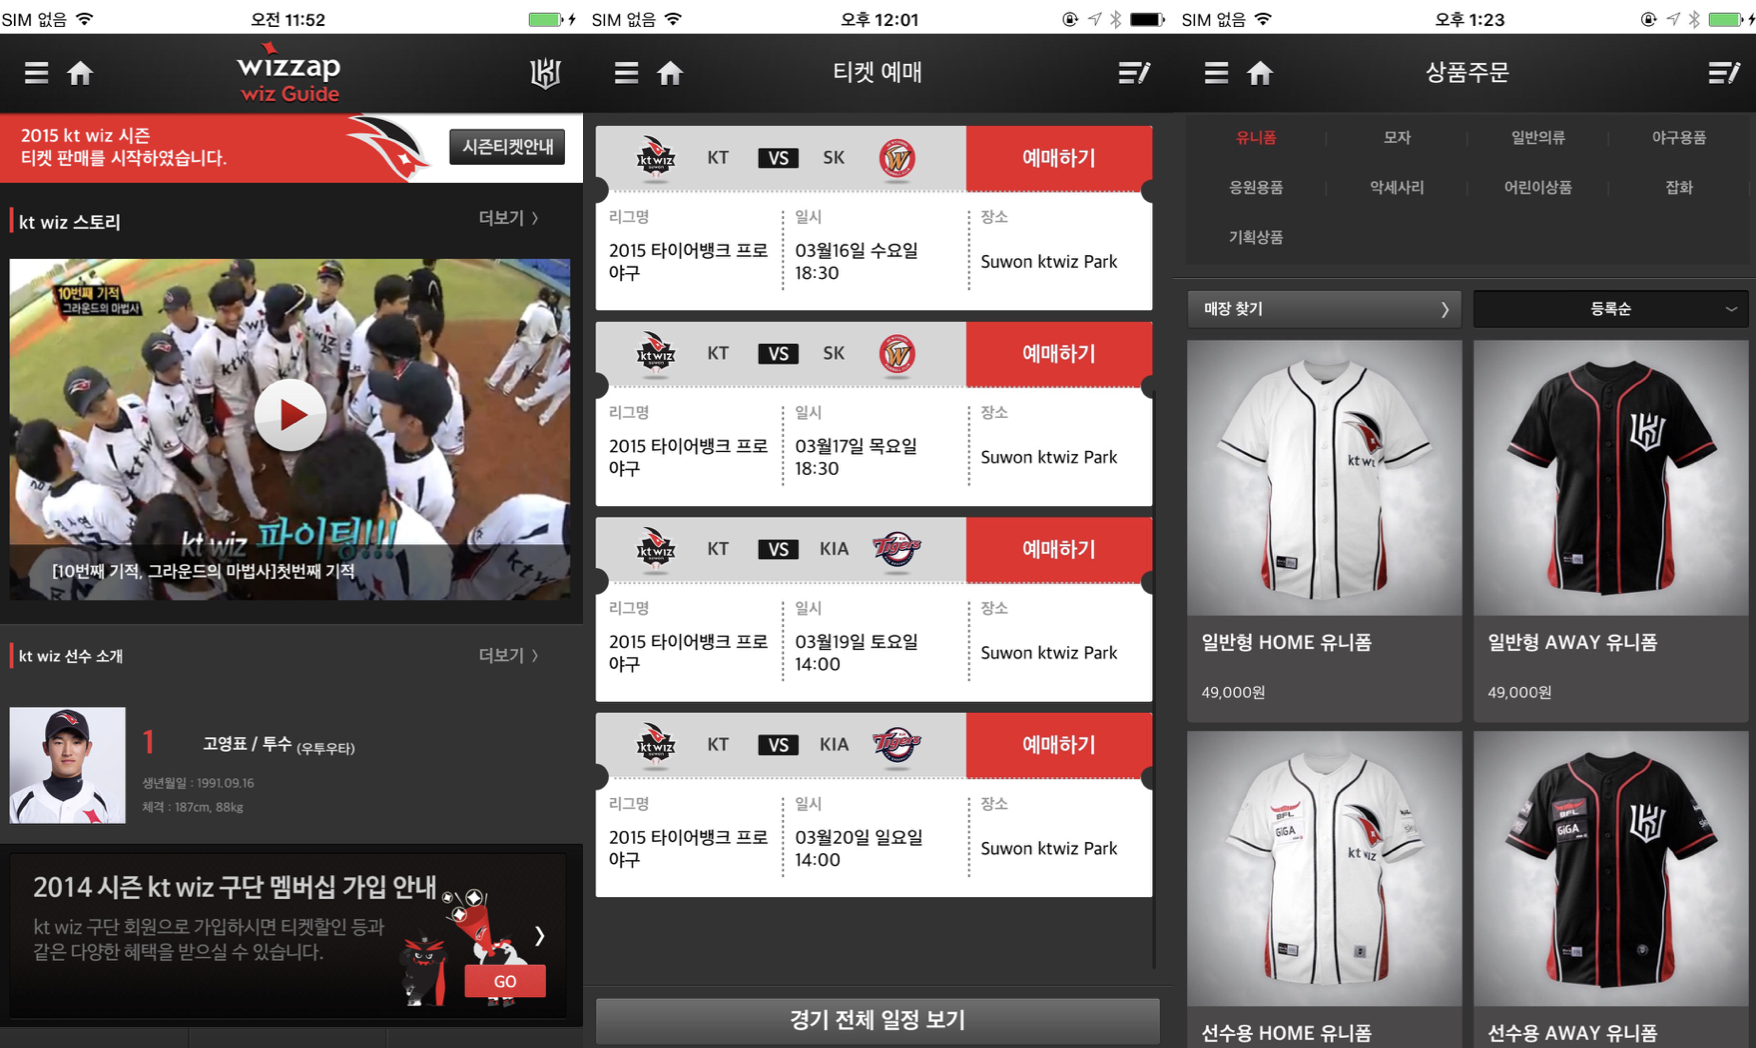 SIM 없음
오전 11:52
wizzap
wiz Guide
2015 kt wiz 시즌
티켓 판매를 시작하였습니다.
시즌티켓안내
kt wiz 스토리
더보기
10번째 기적
그라운드의 마법사
kt wiz 파이팅!!!
[10번째 기적, 그라운드의 마법사]첫번째 기적
kt wiz 선수 소개
더보기
1
고영표 / 투수 (우투우타)
생년월일 : 1991.09.16
체격 : 187cm, 88kg
2014 시즌 kt wiz 구단 멤버십 가입 안내
kt wiz 구단 회원으로 가입하시면 티켓할인 등과
같은 다양한 혜택을 받으실 수 있습니다.
GO
SIM 없음
오후 12:01
티켓 예매
kt wiz
KT
VS
SK
W
예매하기
리그명
일시
장소
2015 타이어뱅크 프로
야구
03월16일 수요일
18:30
Suwon ktwiz Park
kt wiz
KT
VS
SK
W
예매하기
리그명
일시
장소
2015 타이어뱅크 프로
야구
03월17일 목요일
18:30
Suwon ktwiz Park
kt wiz
KT
VS
KIA
Tigers
예매하기
리그명
일시
장소
2015 타이어뱅크 프로
야구
03월19일 토요일
14:00
Suwon ktwiz Park
kt wiz
KT
VS
KIA
Tigers
예매하기
리그명
일시
장소
2015 타이어뱅크 프로
야구
03월20일 일요일
14:00
Suwon ktwiz Park
경기 전체 일정 보기
SIM 없음
오후 1:23
상품주문
유니폼
모자
일반의류
야구용품
응원용품
악세사리
어린이상품
잡화
기획상품
매장 찾기
등록순
일반형 HOME 유니폼
49,000원
일반형 AWAY 유니폼
49,000원
BFL
GiGA
kt wiz
BFL
GiGA
선수용 HOME 유니폼
선수용 AWAY 유니폼